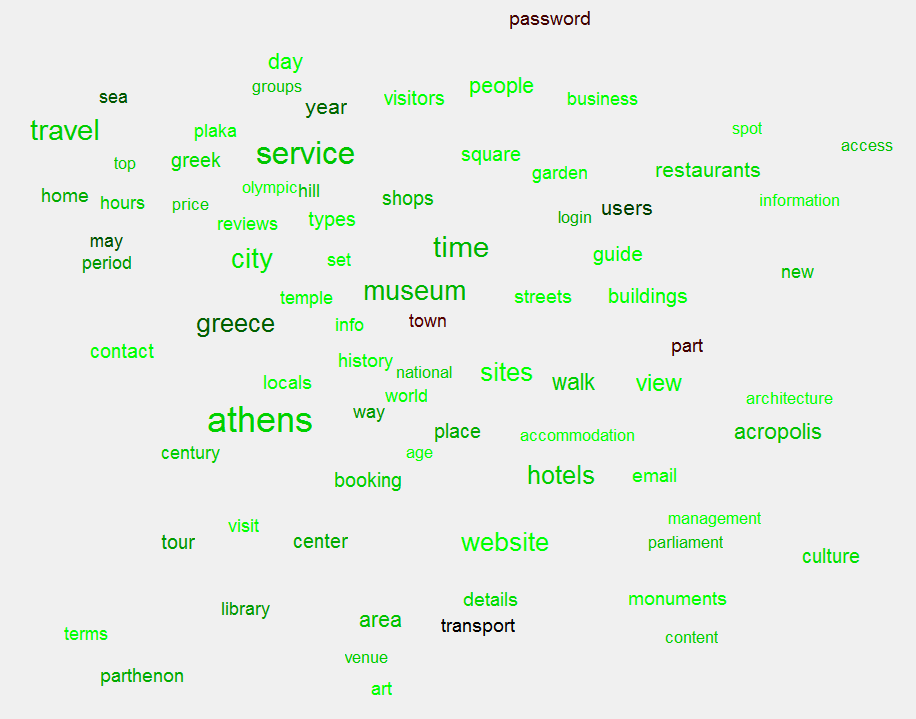 password
day
groups
people
sea
year
visitors
business
travel
plaka
spot
service
access
top
greek
square
garden
restaurants
olympic
hill
home
hours
price
shops
information
reviews
types
login
users
may
time
period
city
set
guide
new
museum
temple
streets
buildings
greece
info
town
contact
part
history
national
sites
locals
world
walk
view
architecture
athens
way
place
accommodation
acropolis
century
age
booking
hotels
email
visit
management
tour
center
website
parliament
culture
library
details
monuments
area
transport
terms
content
venue
parthenon
art